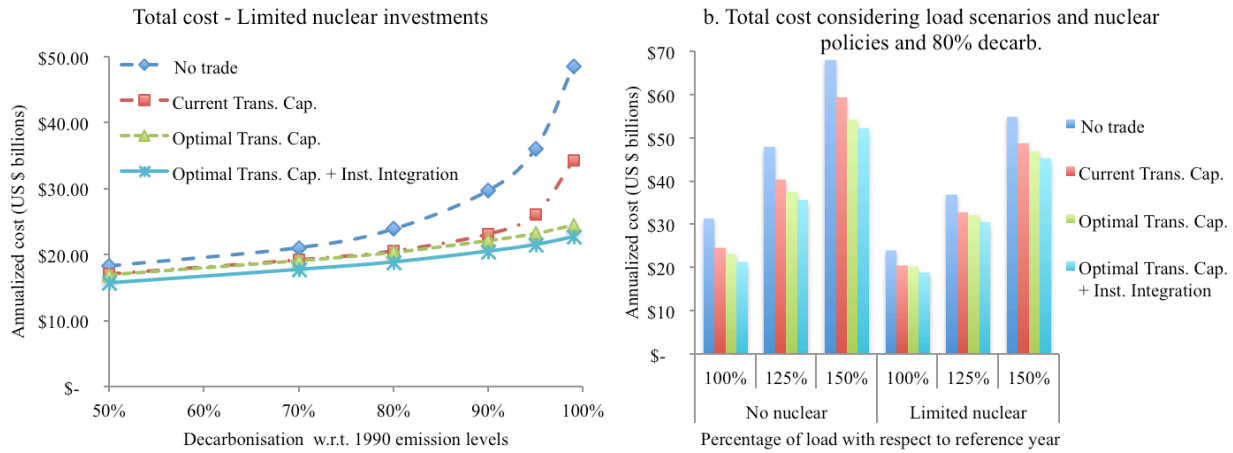 Total cost - Limited nuclear investments
Annualized cost (US $ billions)
$50.00
$40.00
$30.00
$20.00
$10.00
$-
No trade
Current Trans. Cap.
Optimal Trans. Cap.
Optimal Trans. Cap. + Inst. Integration
50%
60%
70%
80%
90%
100%
Decarbonisation w.r.t. 1990 emission levels
b. Total cost considering load scenarios and nuclear
policies and 80% decarb.
Annualized cost (US $ billions)
$70
$60
$50
$40
$30
$20
$10
$-
No trade
Current Trans. Cap.
Optimal Trans. Cap.
Optimal Trans. Cap.
+ Inst. Integration
100%
125%
150%
100%
125%
150%
No nuclear
Limited nuclear
Percentage of load with respect to reference year